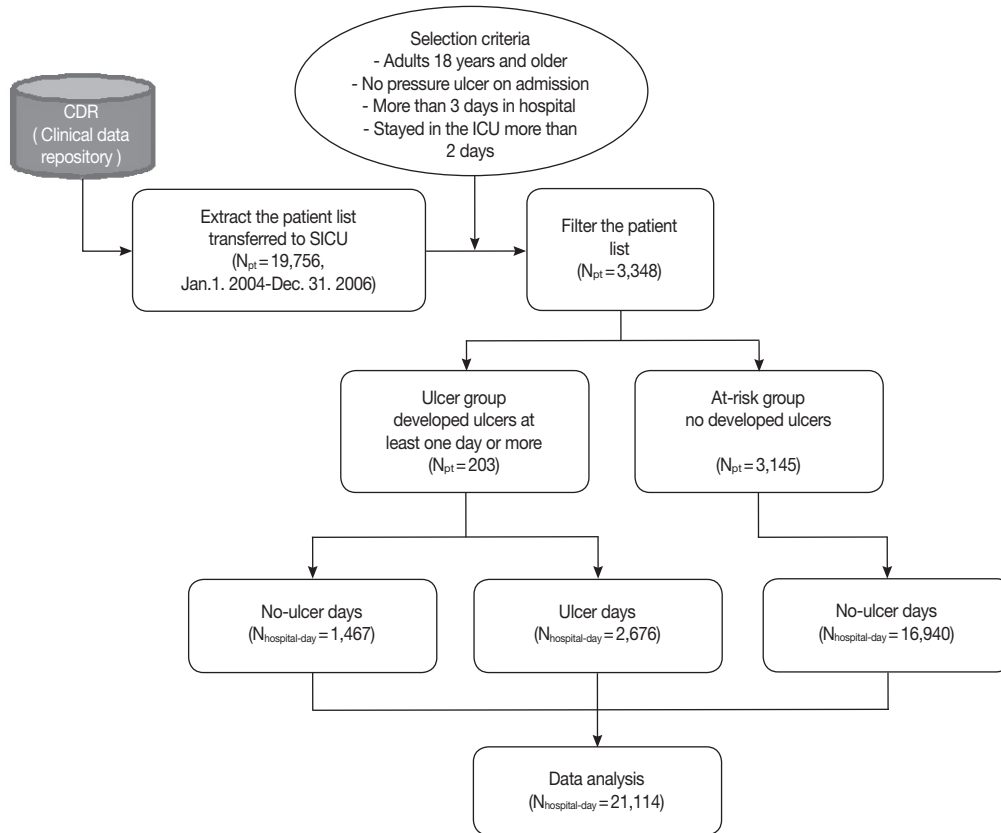 Selection criteria
- Adults 18 years and older
- No pressure ulcer on admission
- More than 3 days in hospital
- Stayed in the ICU more than
2 days
CDR
( Clinical data
repository )
Extract the patient list
transferred to SICU
(Npt = 19,756,
Jan.1. 2004-Dec. 31. 2006)
Filter the patient
list
(Npt = 3,348)
Ulcer group
developed ulcers at
least one day or more
(Npt = 203)
At-risk group
no developed ulcers
(Npt = 3,145)
No-ulcer days
(Nhospital-day = 1,467)
Ulcer days
(Nhospital-day = 2,676)
No-ulcer days
(Nhospital-day = 16,940)
Data analysis
(Nhospital-day = 21,114)